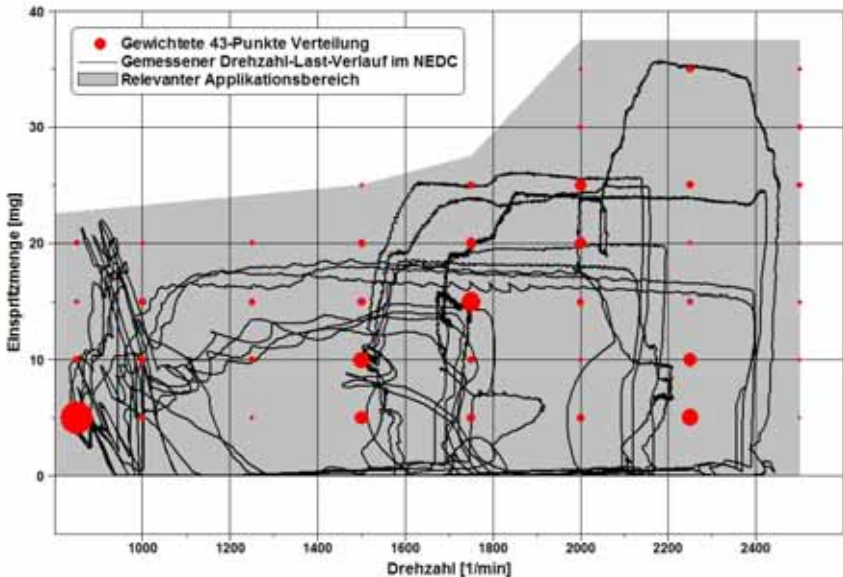 40
Gewichtete 43-Punkte Verteilung
Gemessener Drehzahl-Last-Verlauf im NEDC
Relevanter Applikationsbereich
30
20
10
0
Einspritzmenge [mg]
1000 1200 1400 1600 1800 2000 2200 2400
Drehzahl [1/min]